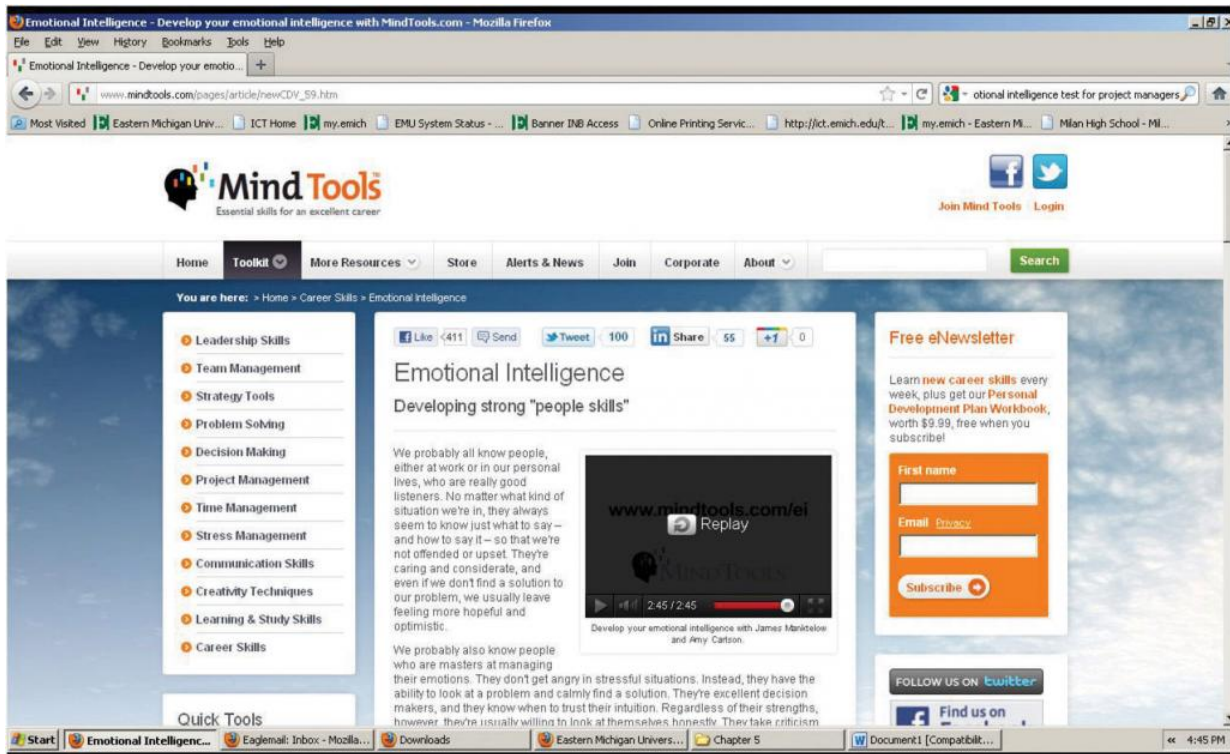 Emotional Intelligence - Develop your emotional intelligence with MindTools.com - Mozilla Firefox
File Edit View History Bookmarks Tools Help
Emotional Intelligence - Develop your emotio... +
www.mindtools.com/pages/article/newCDV_59.htm
otional intelligence test for project managers
Most Visited Eastern Michigan Univ... ICT Home my.emich EMU System Status - ... Banner INB Access Online Printing Servic... http://ict.emich.edu/t... my.emich - Eastern Mi... Milan High School - Mil...
Mind Tools
Essential skills for an excellent career
Join Mind Tools Login
Home Toolkit More Resources Store Alerts & News Join Corporate About Search
You are here: > Home > Career Skills > Emotional Intelligence
Leadership Skills
Team Management
Strategy Tools
Problem Solving
Decision Making
Project Management
Time Management
Stress Management
Communication Skills
Creativity Techniques
Learning & Study Skills
Career Skills
Quick Tools
Like 411 Send Tweet 100 in Share 55 +1 0
Emotional Intelligence
Developing strong "people skills"
We probably all know people,
either at work or in our personal
lives, who are really good
listeners. No matter what kind of
situation we're in, they always
seem to know just what to say –
and how to say it – so that we're
not offended or upset. They're
caring and considerate, and
even if we don't find a solution to
our problem, we usually leave
feeling more hopeful and
optimistic.
www.mindtools.com/ei
Replay
MINDTOOLS
2:45 / 2:45
Develop your emotional intelligence with James Manktelow
and Amy Carlson.
We probably also know people
who are masters at managing
their emotions. They don't get angry in stressful situations. Instead, they have the
ability to look at a problem and calmly find a solution. They're excellent decision
makers, and they know when to trust their intuition. Regardless of their strengths,
however, they're usually willing to look at themselves honestly. They take criticism
Free eNewsletter
Learn new career skills every
week, plus get our Personal
Development Plan Workbook,
worth $9.99, free when you
subscribe!
First name
Email Privacy
Subscribe
FOLLOW US ON twitter
Find us on
Start Emotional Intelligenc... Eaglemail: Inbox - Mozilla... Downloads Eastern Michigan Univers... Chapter 5 Document1 [Compatibilit... « 4:45 PM